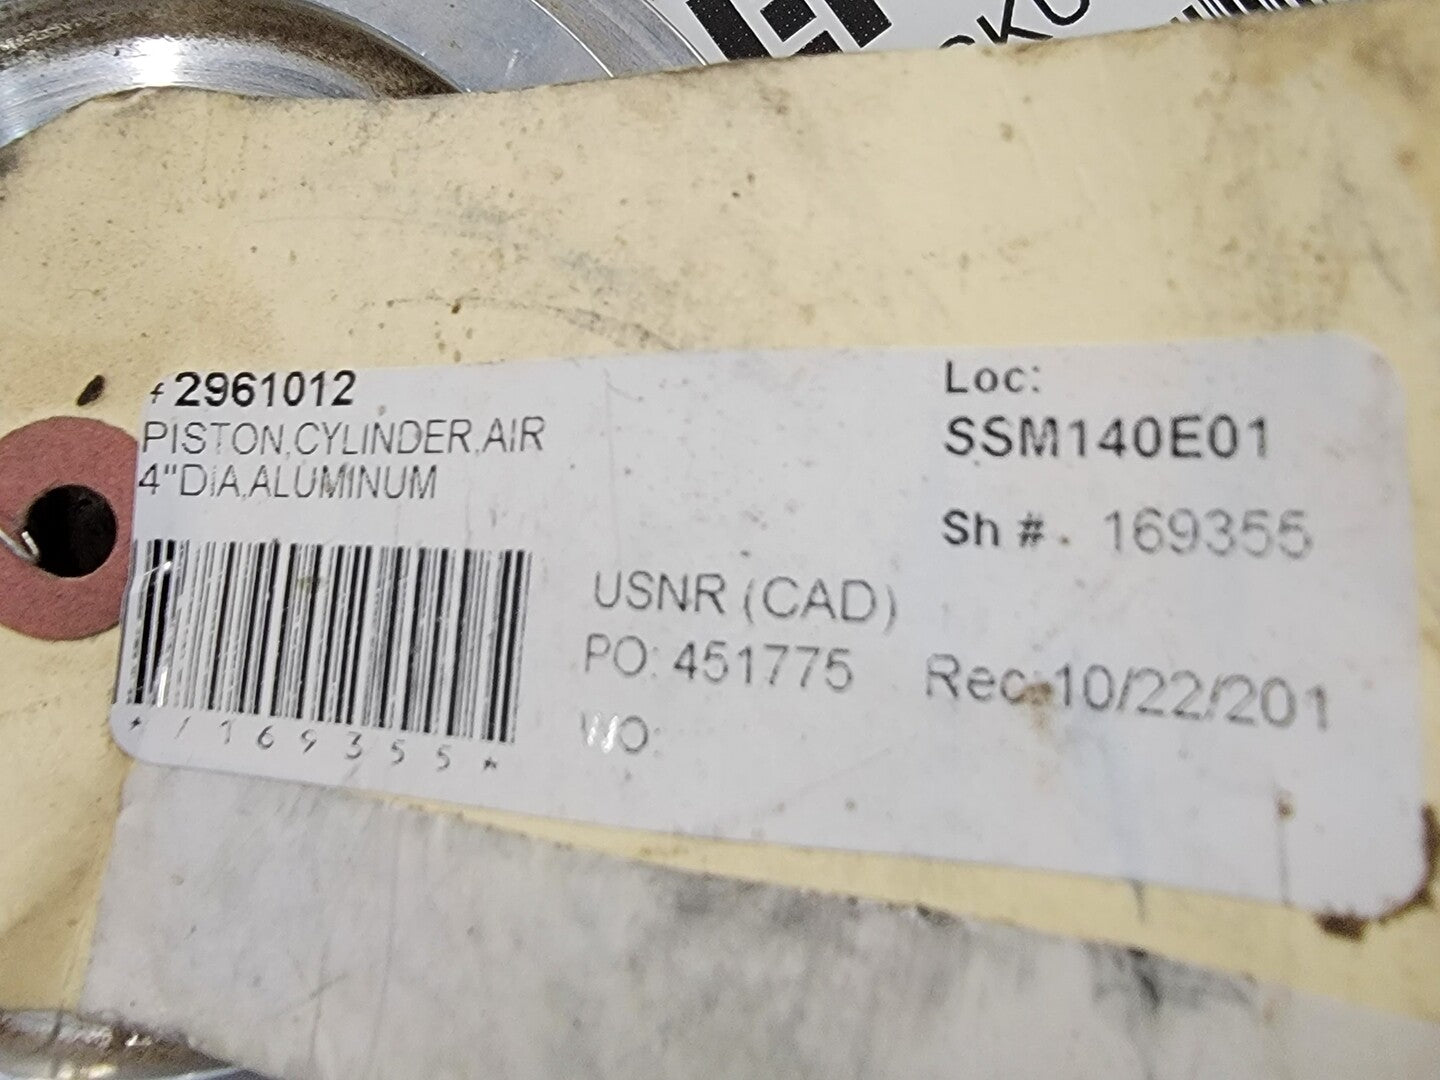 SKU
2961012
PISTON,CYLINDER,AIR
4"DIA,ALUMINUM
Loc:
SSM140E01
Sh #. 169355
USNR (CAD)
PO: 451775
Rec:10/22/201
WO:
*/169355*